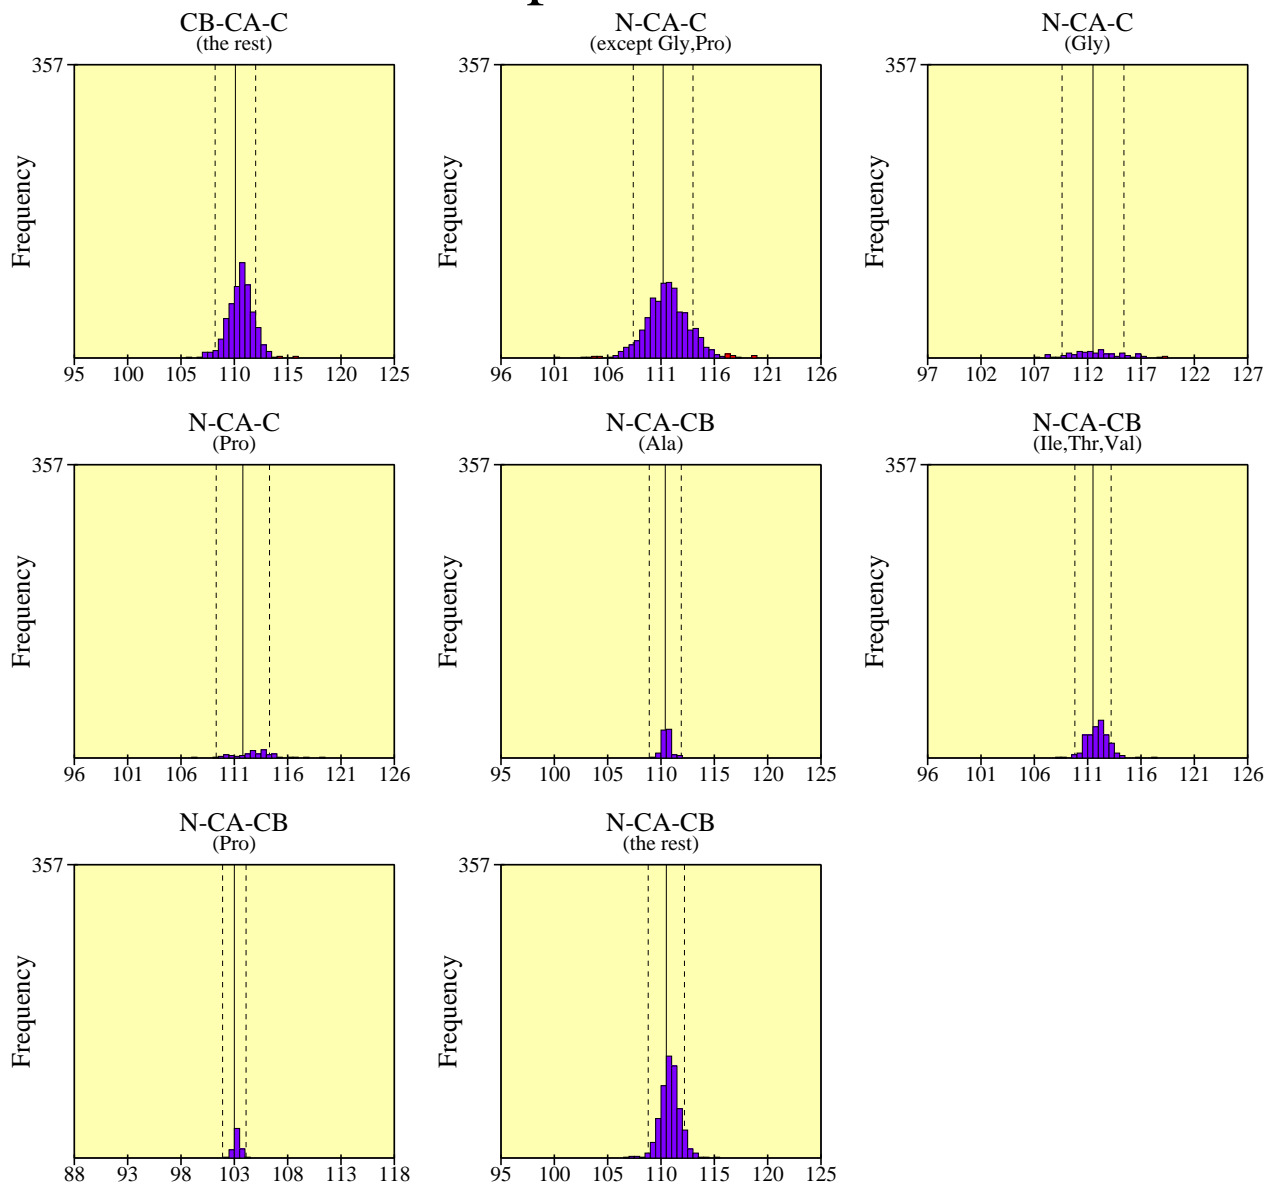 CB-CA-C N-CA-C N-CA-C
(the rest) (except Gly,Pro) (Gly)
357 357 357
Frequency Frequency Frequency
95 100 105 110 115 120 125 96 101 106 111 116 121 126 97 102 107 112 117 122 127
N-CA-C N-CA-CB N-CA-CB
(Pro) (Ala) (Ile,Thr,Val)
357 357 357
Frequency Frequency Frequency
96 101 106 111 116 121 126 95 100 105 110 115 120 125 96 101 106 111 116 121 126
N-CA-CB N-CA-CB
(Pro) (the rest)
357 357
Frequency Frequency
88 93 98 103 108 113 118 95 100 105 110 115 120 125